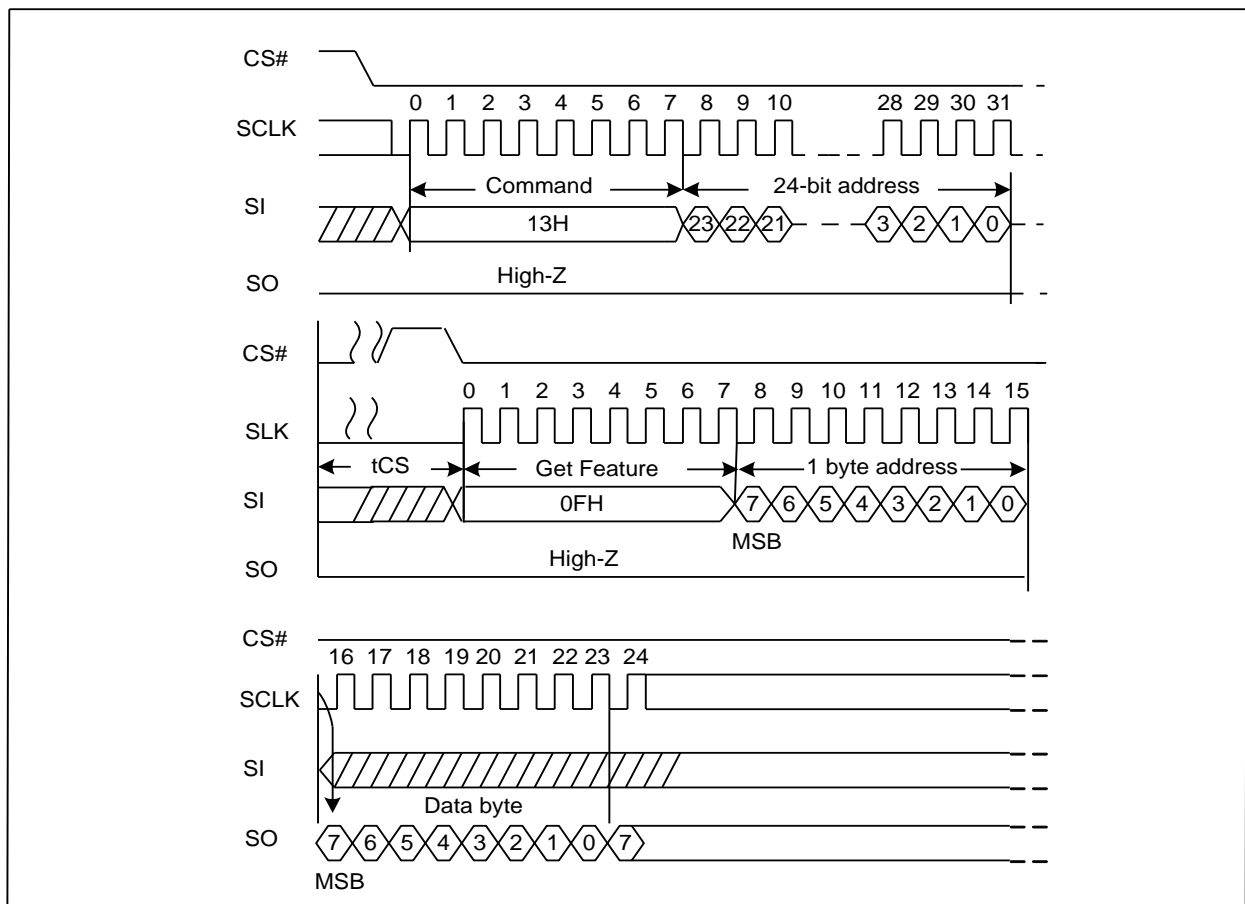 CS#
0 1 2 3 4 5 6 7 8 9 10 28 29 30 31
SCLK
Command 24-bit address
SI
13H 23 22 21 3 2 1 0
High-Z
SO
CS#
0 1 2 3 4 5 6 7 8 9 10 11 12 13 14 15
SLK
tCS Get Feature 1 byte address
SI 0FH 7 6 5 4 3 2 1 0
MSB
High-Z
SO
CS#
16 17 18 19 20 21 22 23 24
SCLK
SI
Data byte
SO 7 6 5 4 3 2 1 0 7
MSB